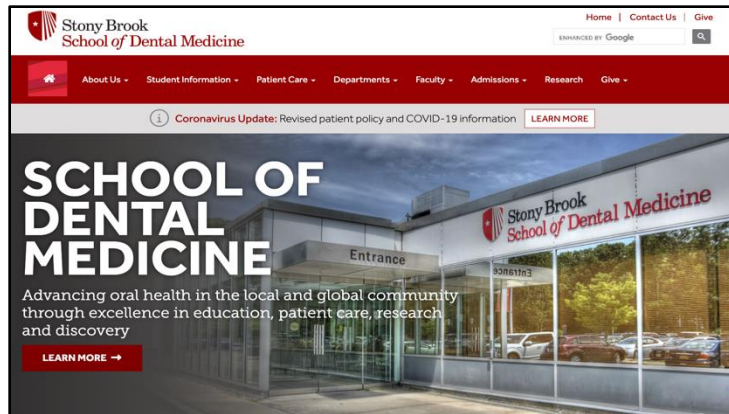 Stony Brook
School of Dental Medicine
Home | Contact Us | Give
ENHANCED BY Google
About Us Student Information Patient Care Departments Faculty Admissions Research Give
Coronavirus Update: Revised patient policy and COVID-19 information LEARN MORE
SCHOOL OF
DENTAL
MEDICINE
Advancing oral health in the local and global community
through excellence in education, patient care, research
and discovery
LEARN MORE →
Stony Brook
School of Dental Medicine
Entrance
Entrance